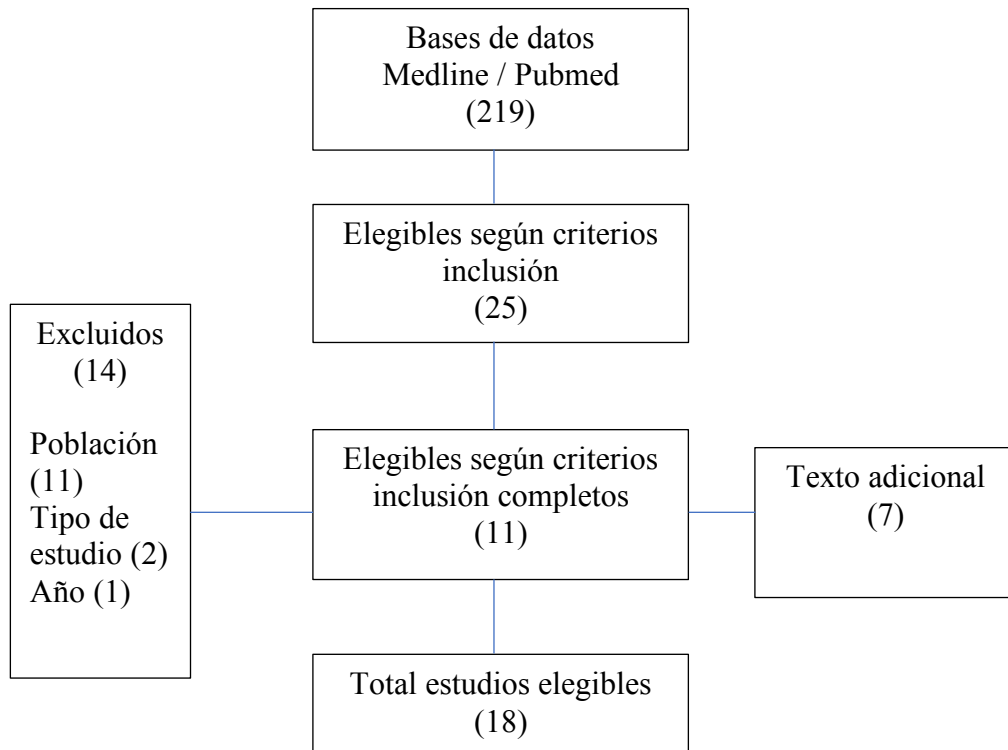 Bases de datos
Medline / Pubmed
(219)
Elegibles según criterios
inclusión
(25)
Excluidos
(14)
Población
(11)
Tipo de
estudio (2)
Año (1)
Elegibles según criterios
inclusión completos
(11)
Texto adicional
(7)
Total estudios elegibles
(18)